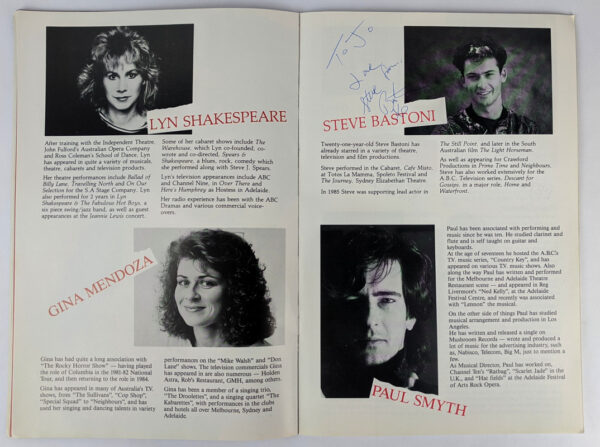 LYN SHAKESPEARE
After training with the Independent Theatre,
John Fulford's Australian Opera Company
and Ross Coleman's School of Dance, Lyn
has appeared in quite a variety of musicals,
theatre, cabarets and television products.
Her theatre performances include Ballad of
Billy Lane, Travelling North and On Our
Selection for the S.A Stage Company. Lyn
also performed for 3 years in Lyn
Shakespeare & The Fabulous Hot Boys, a
six piece swing/jazz band, as well as guest
appearances at the Jeannie Lewis concert.
Some of her cabaret shows include The
Warehouse, which Lyn co-founded, co-
wrote and co-directed, Spears &
Shakespeare, a blues, rock, comedy which
she performed along with Steve J. Spears.
Lyn's television appearances include ABC
and Channel Nine, in Over There and
Here's Humphrey as Hostess in Adelaide.
Her radio experience has been with the ABC
Dramas and various commercial voice-
overs.
GINA MENDOZA
Gina has had quite a long association with
"The Rocky Horror Show" — having played
the role of Columbia in the 1981-82 National
Tour, and then returning to the role in 1984.
Gina has appeared in many of Australia's T.V.
shows, from "The Sullivans", "Cop Shop",
"Special Squad" to "Neighbours", and has
used her singing and dancing talents in variety
performances on the "Mike Walsh" and "Don
Lane" shows. The television commercials Gina
has appeared in are also numerous — Holden
Astra, Rob's Restaurant, GMH, among others.
Gina has been a member of a singing trio,
"The Droolettes", and a singing quartet "The
Kabarettes", with performances in the clubs
and hotels all over Melbourne, Sydney and
Adelaide.
To Jo
Love
Steve
STEVE BASTONI
Twenty-one-year-old Steve Bastoni has
already starred in a variety of theatre,
television and film productions.
Steve performed in the Cabaret, Cafe Misto,
at Totos La Mamma, Spoleto Festival and
The Journey, Sydney Elizabethan Theatre.
In 1985 Steve was supporting lead actor in
The Still Point, and later in the South
Australian film The Light Horseman.
As well as appearing for Crawford
Productions in Prime Time and Neighbours,
Steve has also worked extensively for the
A.B.C. Television series, Descant for
Gossips, in a major role, Home and
Waterfront.
Paul has been associated with performing and
music since he was ten. He studied clarinet and
flute and is self taught on guitar and
keyboards.
At the age of seventeen he hosted the A.B.C's
TV. music series, "Country Key", and has
appeared on various T.V. music shows. Also
along the way Paul has written and performed
for the Melbourne and Adelaide Theatre
Restaurant scene — and appeared in Reg
Livermore's "Ned Kelly", at the Adelaide
Festival Centre, and recently was associated
with "Lennon" the musical.
On the other side of things Paul has studied
musical arrangement and production in Los
Angeles.
He has written and released a single on
Mushroom Records — wrote and produced a
lot of music for the advertising industry, such
as, Nabisco, Telecom, Big M, just to mention a
few.
As Musical Director, Paul has worked on,
Channel Ten's "Ratbag", "Scarlet Jade" in the
U.K., and "Hai fields" at the Adelaide Festival
of Arts Rock Opera.
PAUL SMYTH